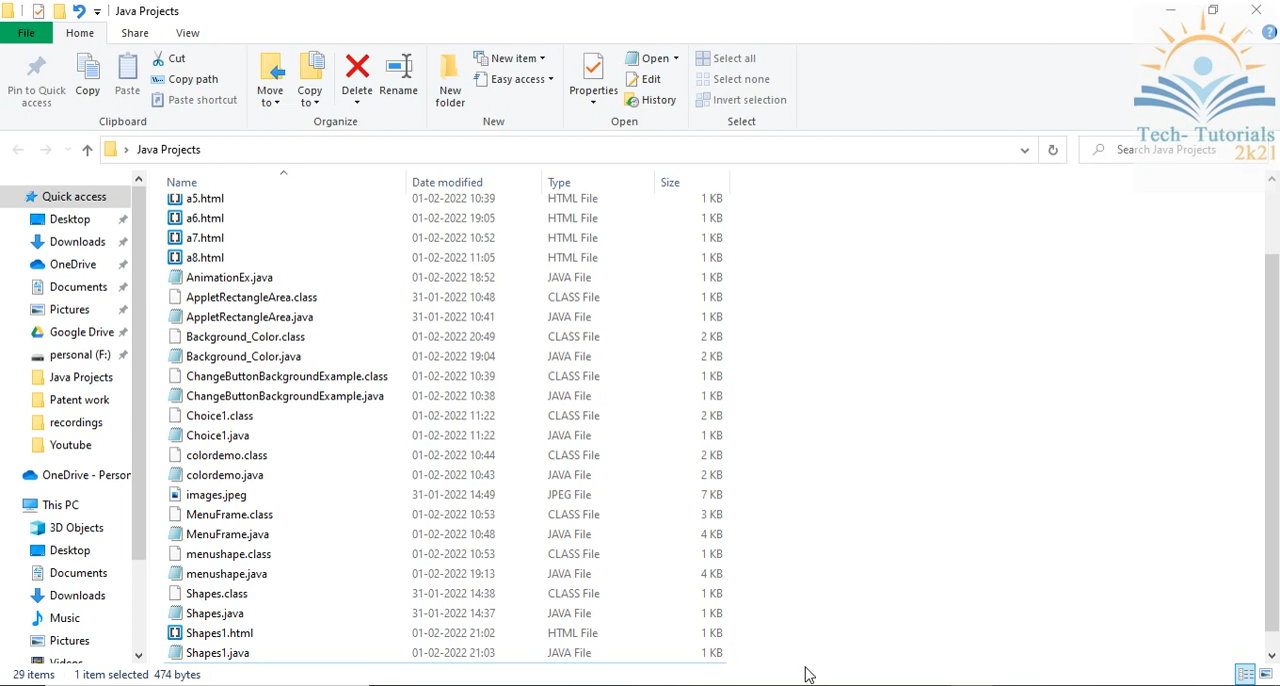 Java Projects
File Home Share View
Pin to Quick access
Copy
Paste
Cut
Copy path
Paste shortcut
Clipboard
Move to
Copy to
Delete
Rename
Organize
New folder
New item
Easy access
New
Properties
Open
Edit
History
Open
Select all
Select none
Invert selection
Select
Tech- Tutorials
2k21
Java Projects
Search Java Projects
Quick access
Desktop
Downloads
OneDrive
Documents
Pictures
Google Drive
personal (F:)
Java Projects
Patent work
recordings
Youtube
OneDrive - Person
This PC
3D Objects
Desktop
Documents
Downloads
Music
Pictures
Videos
Name Date modified Type Size
a5.html 01-02-2022 10:39 HTML File 1 KB
a6.html 01-02-2022 19:05 HTML File 1 KB
a7.html 01-02-2022 10:52 HTML File 1 KB
a8.html 01-02-2022 11:05 HTML File 1 KB
AnimationEx.java 01-02-2022 18:52 JAVA File 1 KB
AppletRectangleArea.class 31-01-2022 10:48 CLASS File 1 KB
AppletRectangleArea.java 31-01-2022 10:41 JAVA File 1 KB
Background_Color.class 01-02-2022 20:49 CLASS File 2 KB
Background_Color.java 01-02-2022 19:04 JAVA File 2 KB
ChangeButtonBackgroundExample.class 01-02-2022 10:39 CLASS File 1 KB
ChangeButtonBackgroundExample.java 01-02-2022 10:38 JAVA File 1 KB
Choice1.class 01-02-2022 11:22 CLASS File 2 KB
Choice1.java 01-02-2022 11:22 JAVA File 1 KB
colordemo.class 01-02-2022 10:44 CLASS File 2 KB
colordemo.java 01-02-2022 10:43 JAVA File 2 KB
images.jpeg 31-01-2022 14:49 JPEG File 7 KB
MenuFrame.class 01-02-2022 10:53 CLASS File 3 KB
MenuFrame.java 01-02-2022 10:48 JAVA File 4 KB
menushape.class 01-02-2022 10:53 CLASS File 1 KB
menushape.java 01-02-2022 19:13 JAVA File 4 KB
Shapes.class 31-01-2022 14:38 CLASS File 1 KB
Shapes.java 31-01-2022 14:37 JAVA File 1 KB
Shapes1.html 01-02-2022 21:02 HTML File 1 KB
Shapes1.java 01-02-2022 21:03 JAVA File 1 KB
29 items 1 item selected 474 bytes